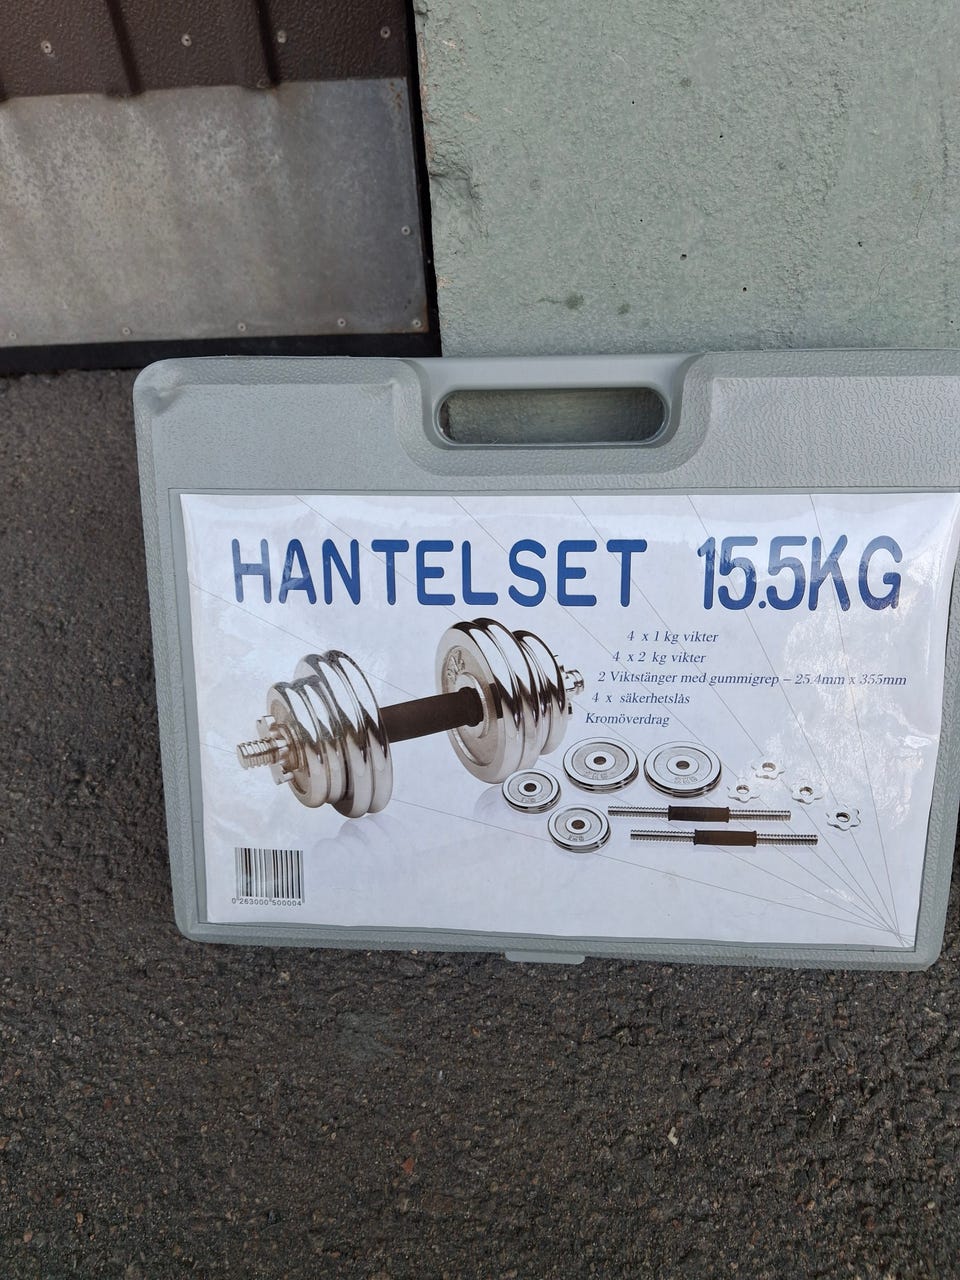 HANTELSET 15.5KG
4 x 1 kg vikter
4 x 2 kg vikter
2 Viktstänger med gummigrep – 25.4mm x 355mm
4 x säkerhetslås
Kromöverdrag
0 263000 500004